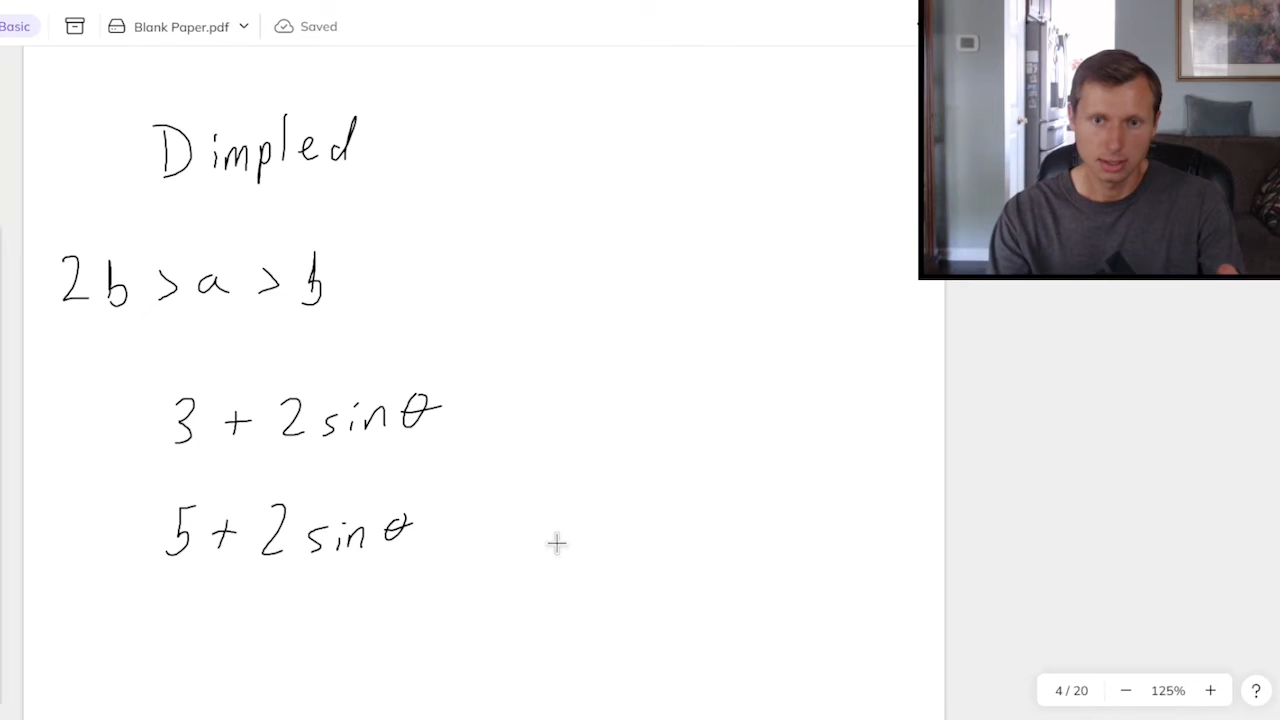 Basic Blank Paper.pdf Saved
Dimpled
2b > a > b
3 + 2 sin θ
5 + 2 sin θ
4 / 20 − 125% + ?